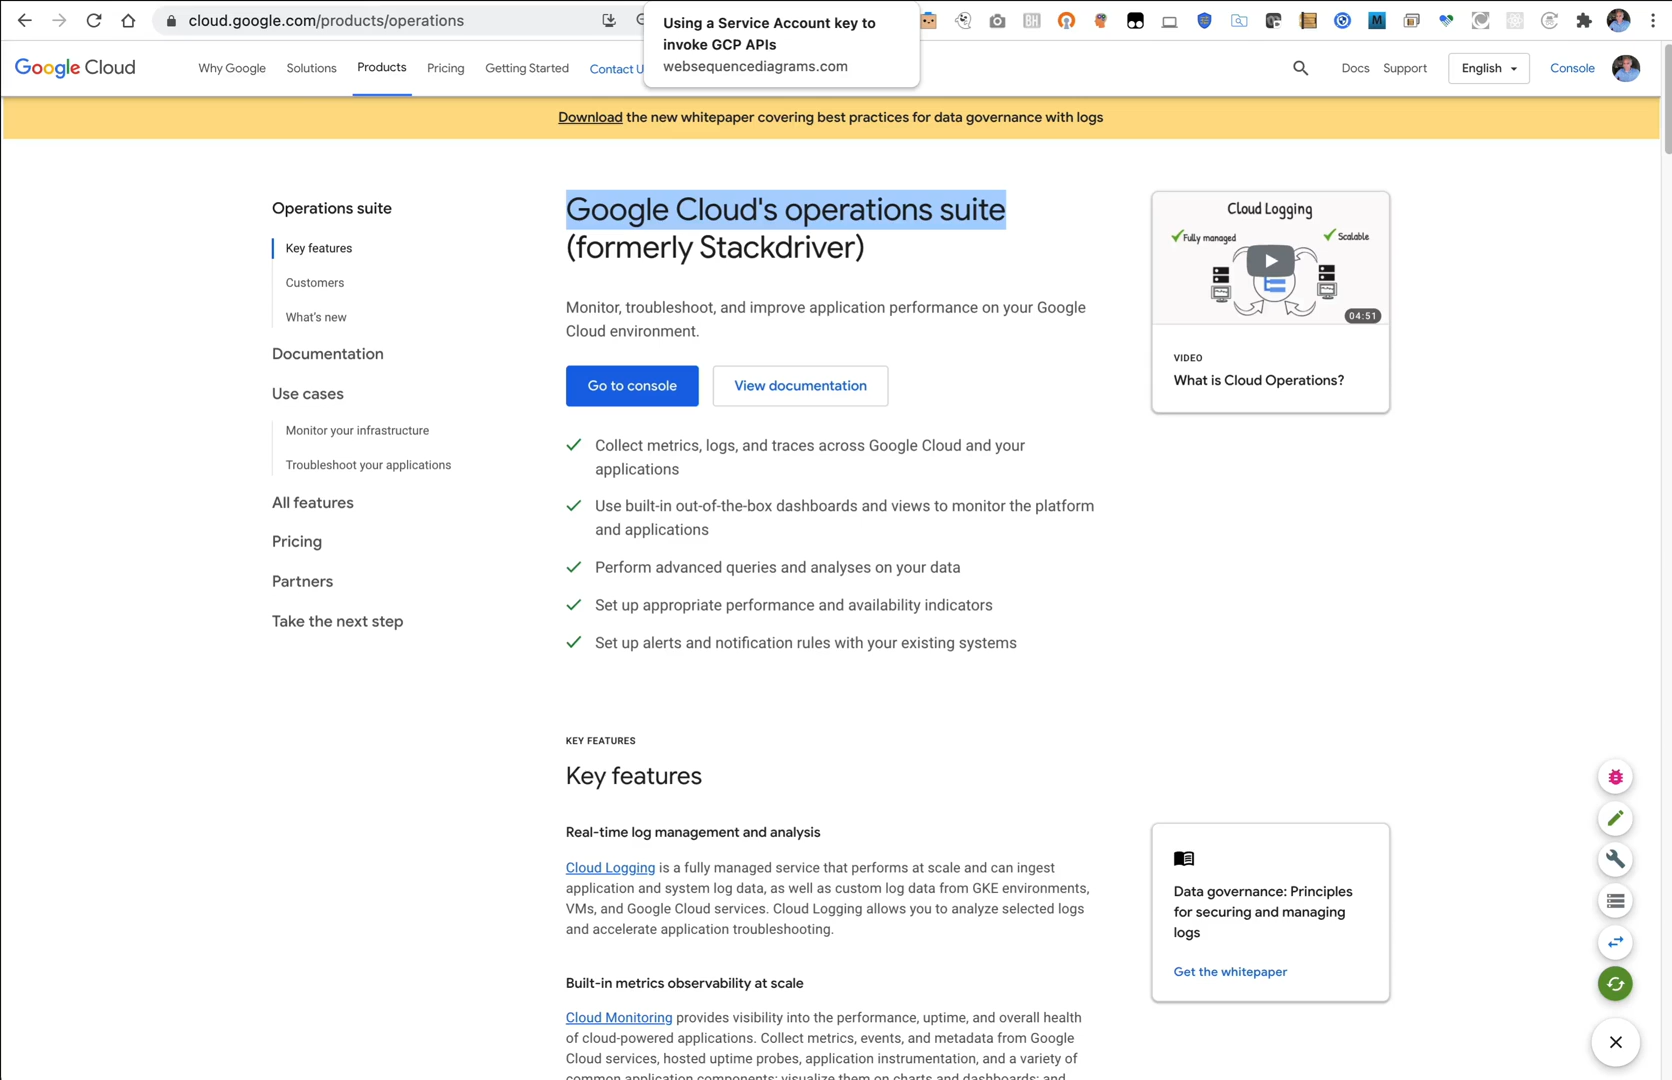 cloud.google.com/products/operations
Using a Service Account key to
invoke GCP APIs
websequencediagrams.com
BH
M
Google Cloud
Why Google
Solutions
Products
Pricing
Getting Started
Contact U
Docs
Support
English
Console
Download the new whitepaper covering best practices for data governance with logs
Operations suite
Key features
Customers
What's new
Documentation
Use cases
Monitor your infrastructure
Troubleshoot your applications
All features
Pricing
Partners
Take the next step
Google Cloud's operations suite
(formerly Stackdriver)
Monitor, troubleshoot, and improve application performance on your Google
Cloud environment.
Go to console
View documentation
Collect metrics, logs, and traces across Google Cloud and your
applications
Use built-in out-of-the-box dashboards and views to monitor the platform
and applications
Perform advanced queries and analyses on your data
Set up appropriate performance and availability indicators
Set up alerts and notification rules with your existing systems
Cloud Logging
Fully managed
Scalable
04:51
VIDEO
What is Cloud Operations?
KEY FEATURES
Key features
Real-time log management and analysis
Cloud Logging is a fully managed service that performs at scale and can ingest
application and system log data, as well as custom log data from GKE environments,
VMs, and Google Cloud services. Cloud Logging allows you to analyze selected logs
and accelerate application troubleshooting.
Built-in metrics observability at scale
Cloud Monitoring provides visibility into the performance, uptime, and overall health
of cloud-powered applications. Collect metrics, events, and metadata from Google
Cloud services, hosted uptime probes, application instrumentation, and a variety of
common application components; visualize them on charts and dashboards; and
Data governance: Principles
for securing and managing
logs
Get the whitepaper